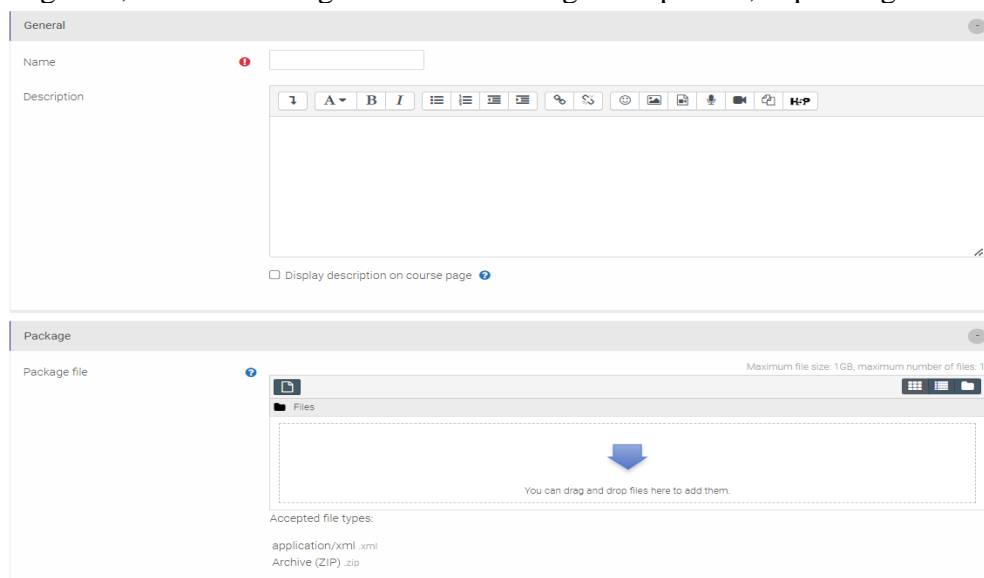 General
Name
Description
A B I H5P
Display description on course page
Package
Package file
Maximum file size: 1GB, maximum number of files: 1
Files
You can drag and drop files here to add them.
Accepted file types:
application/xml .xml
Archive (ZIP) .zip